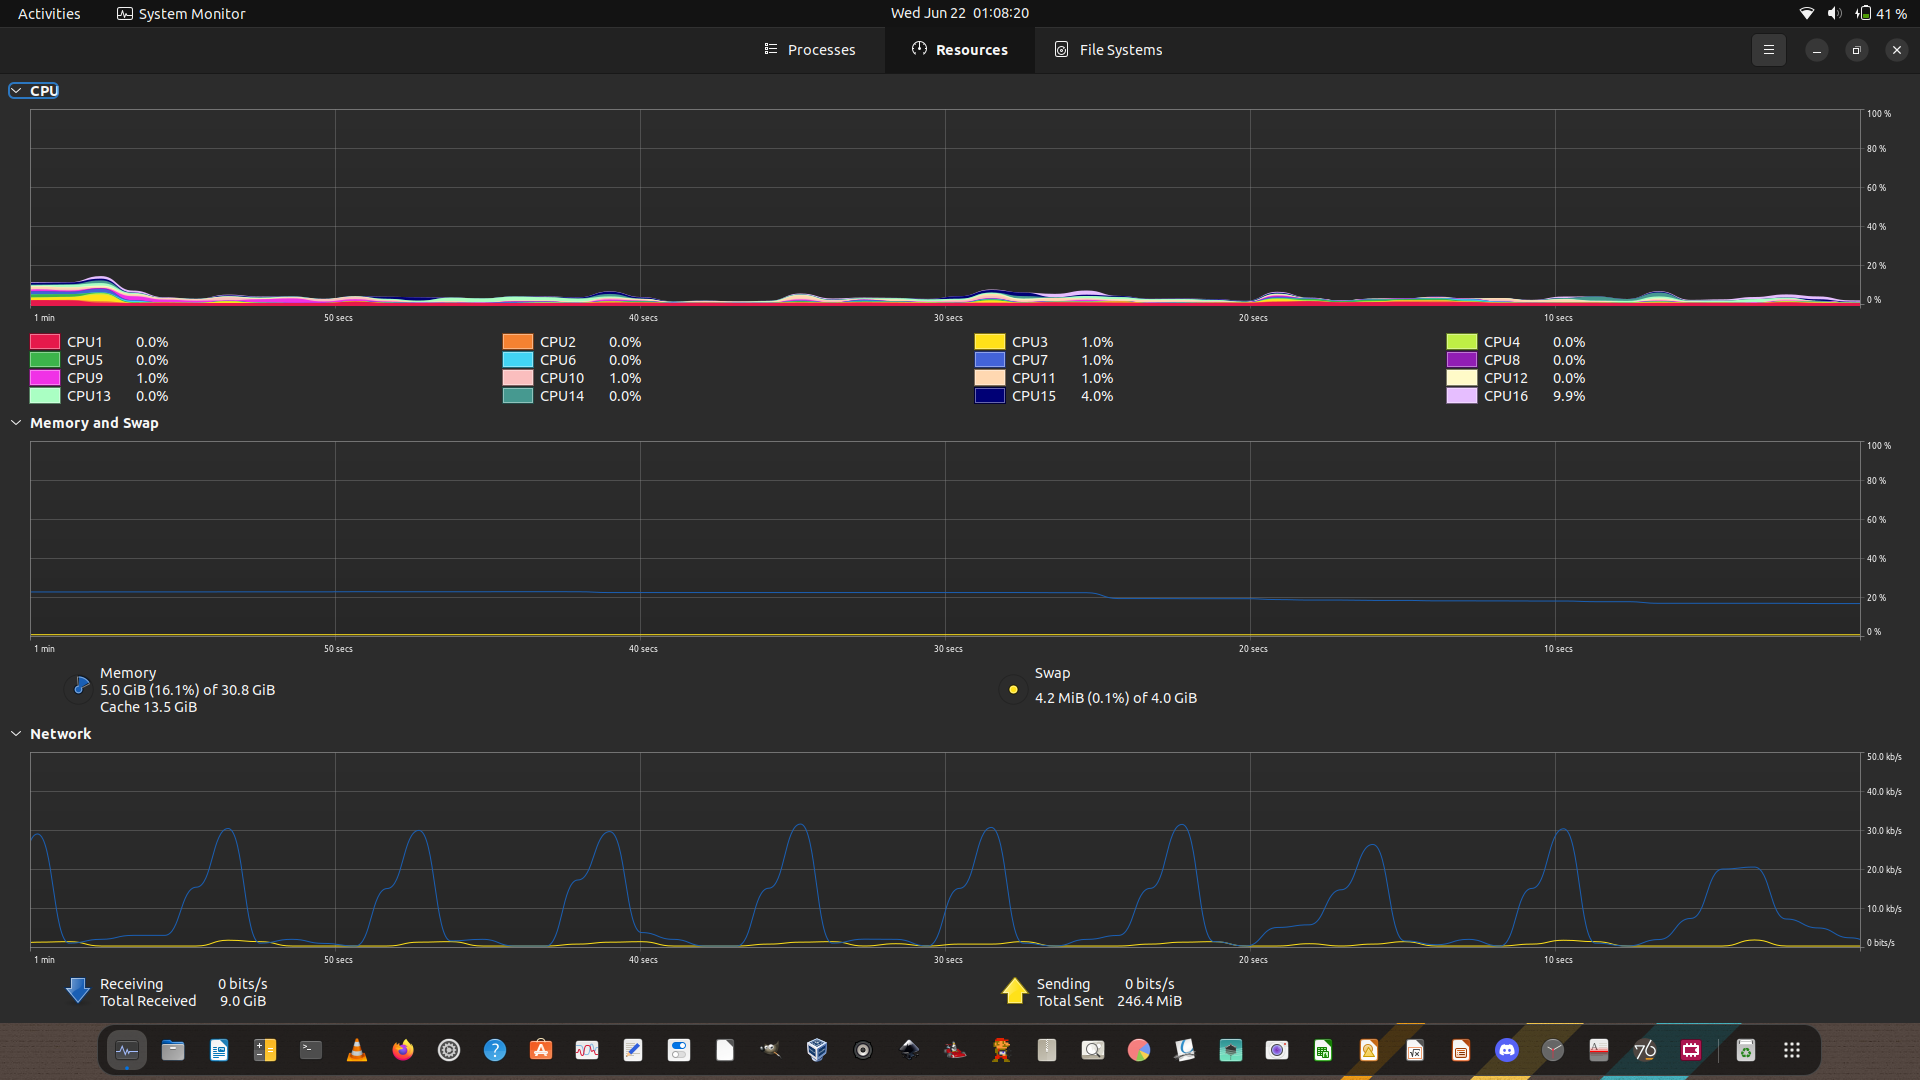 Activities System Monitor Wed Jun 22 01:08:20 41 %
Processes Resources File Systems
CPU
100 %
80 %
60 %
40 %
20 %
0 %
1 min 50 secs 40 secs 30 secs 20 secs 10 secs
CPU1 0.0% CPU2 0.0% CPU3 1.0% CPU4 0.0%
CPU5 0.0% CPU6 0.0% CPU7 1.0% CPU8 0.0%
CPU9 1.0% CPU10 1.0% CPU11 1.0% CPU12 0.0%
CPU13 0.0% CPU14 0.0% CPU15 4.0% CPU16 9.9%
Memory and Swap
100 %
80 %
60 %
40 %
20 %
0 %
1 min 50 secs 40 secs 30 secs 20 secs 10 secs
Memory
5.0 GiB (16.1%) of 30.8 GiB
Cache 13.5 GiB
Swap
4.2 MiB (0.1%) of 4.0 GiB
Network
50.0 kb/s
40.0 kb/s
30.0 kb/s
20.0 kb/s
10.0 kb/s
0 bits/s
1 min 50 secs 40 secs 30 secs 20 secs 10 secs
Receiving 0 bits/s
Total Received 9.0 GiB
Sending 0 bits/s
Total Sent 246.4 MiB
76